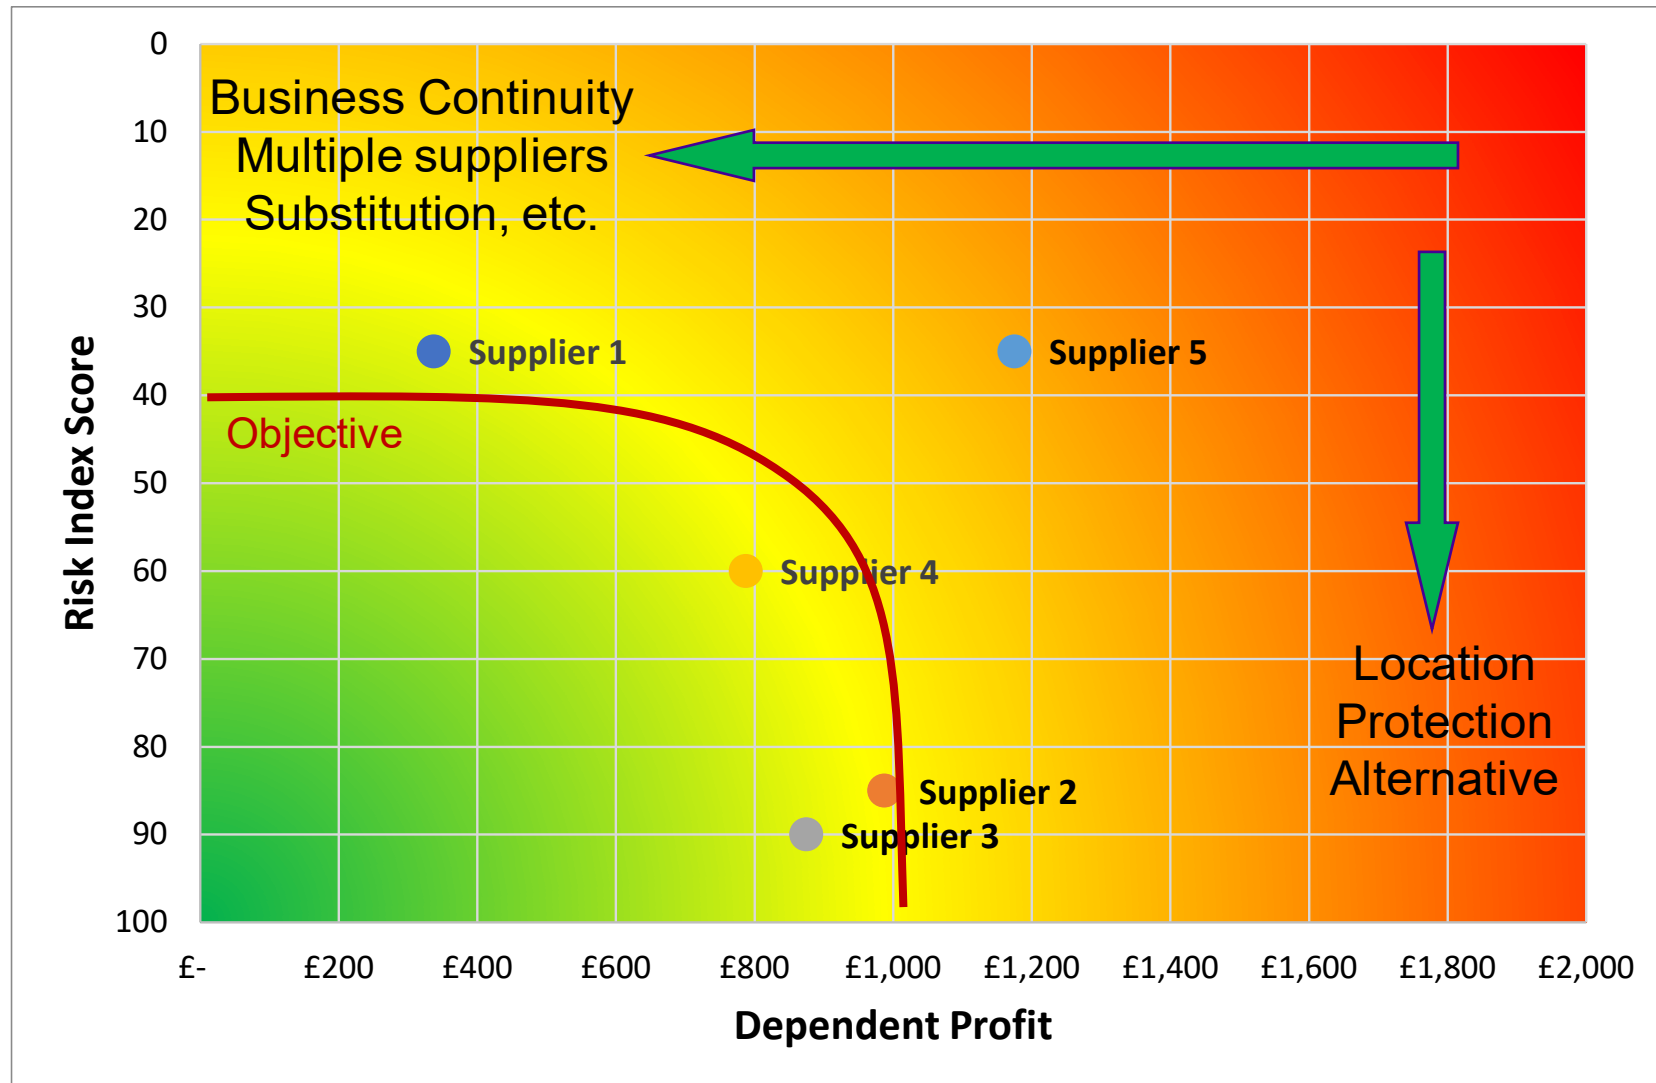 0
10
20
30
40
50
60
70
80
90
100
Risk Index Score
Business Continuity
Multiple suppliers
Substitution, etc.
Supplier 1
Supplier 5
Objective
Supplier 4
Location
Protection
Alternative
Supplier 2
Supplier 3
£-
£200
£400
£600
£800
£1,000
£1,200
£1,400
£1,600
£1,800
£2,000
Dependent Profit